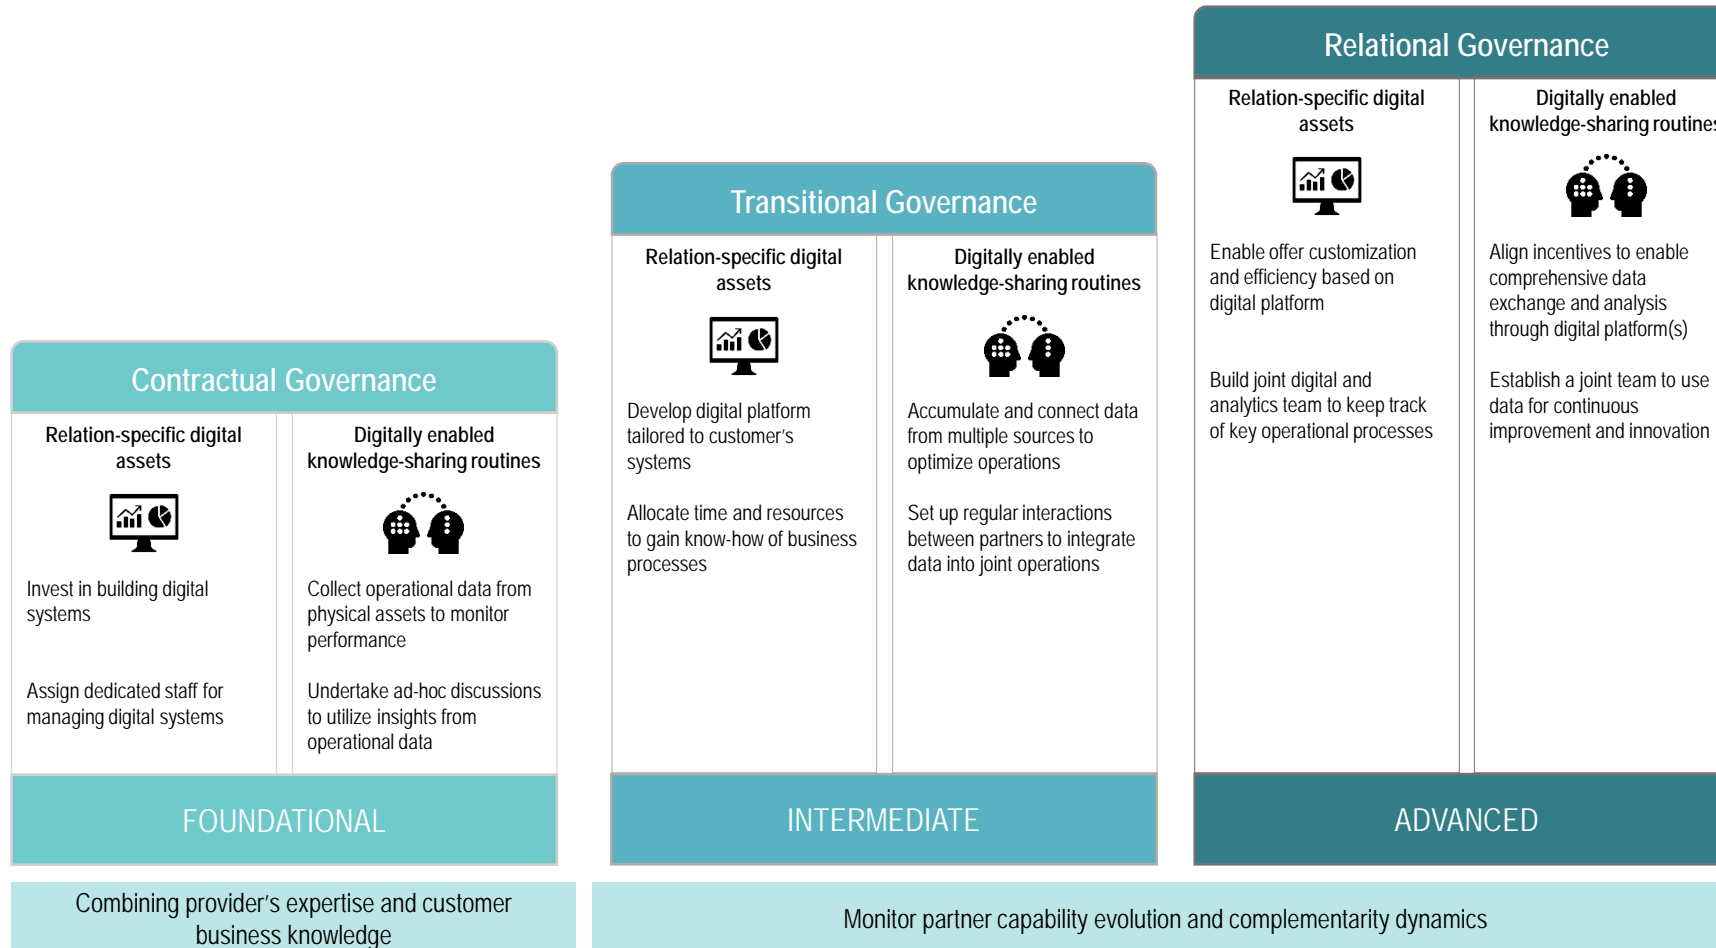 Contractual Governance
Relation-specific digital
assets
Invest in building digital
systems
Assign dedicated staff for
managing digital systems
Digitally enabled
knowledge-sharing routines
Collect operational data from
physical assets to monitor
performance
Undertake ad-hoc discussions
to utilize insights from
operational data
FOUNDATIONAL
Transitional Governance
Relation-specific digital
assets
Develop digital platform
tailored to customer's
systems
Allocate time and resources
to gain know-how of business
processes
Digitally enabled
knowledge-sharing routines
Accumulate and connect data
from multiple sources to
optimize operations
Set up regular interactions
between partners to integrate
data into joint operations
INTERMEDIATE
Relational Governance
Relation-specific digital
assets
Enable offer customization
and efficiency based on
digital platform
Build joint digital and
analytics team to keep track
of key operational processes
Digitally enabled
knowledge-sharing routines
Align incentives to enable
comprehensive data
exchange and analysis
through digital platform(s)
Establish a joint team to use
data for continuous
improvement and innovation
ADVANCED
Combining provider's expertise and customer
business knowledge
Monitor partner capability evolution and complementarity dynamics